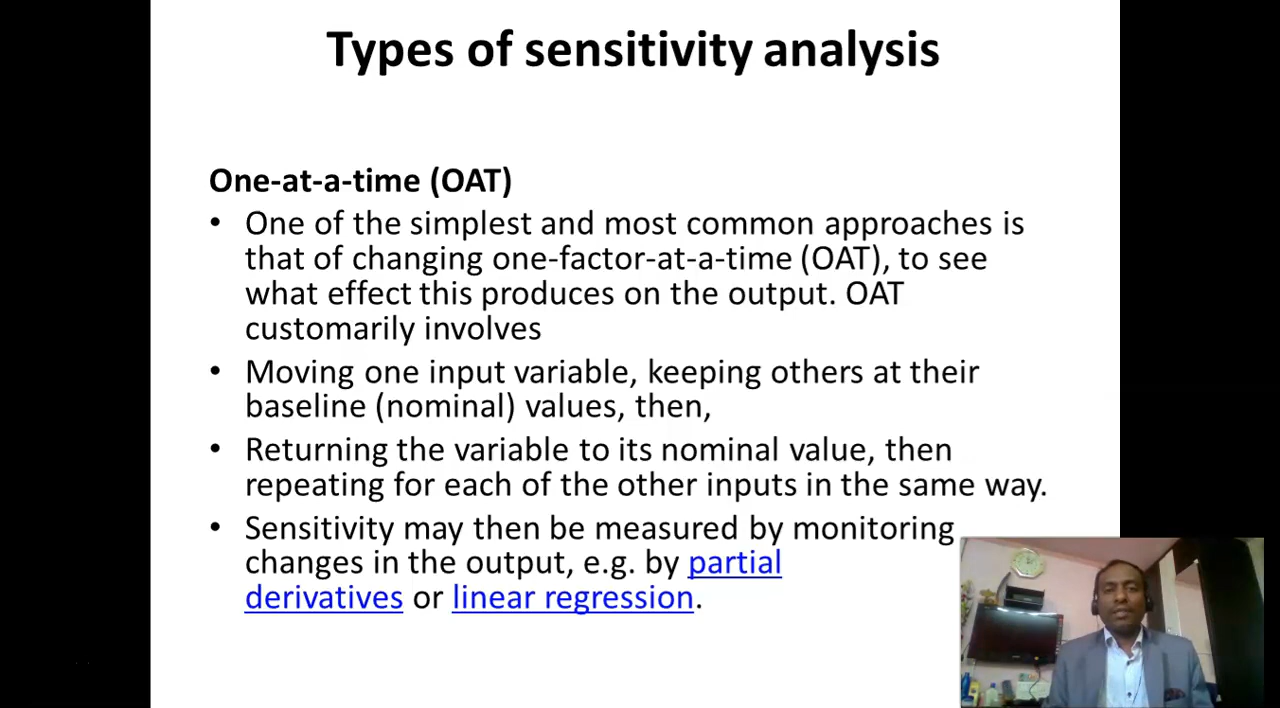 Types of sensitivity analysis
One-at-a-time (OAT)
• One of the simplest and most common approaches is
that of changing one-factor-at-a-time (OAT), to see
what effect this produces on the output. OAT
customarily involves
• Moving one input variable, keeping others at their
baseline (nominal) values, then,
• Returning the variable to its nominal value, then
repeating for each of the other inputs in the same way.
• Sensitivity may then be measured by monitoring
changes in the output, e.g. by partial
derivatives or linear regression.